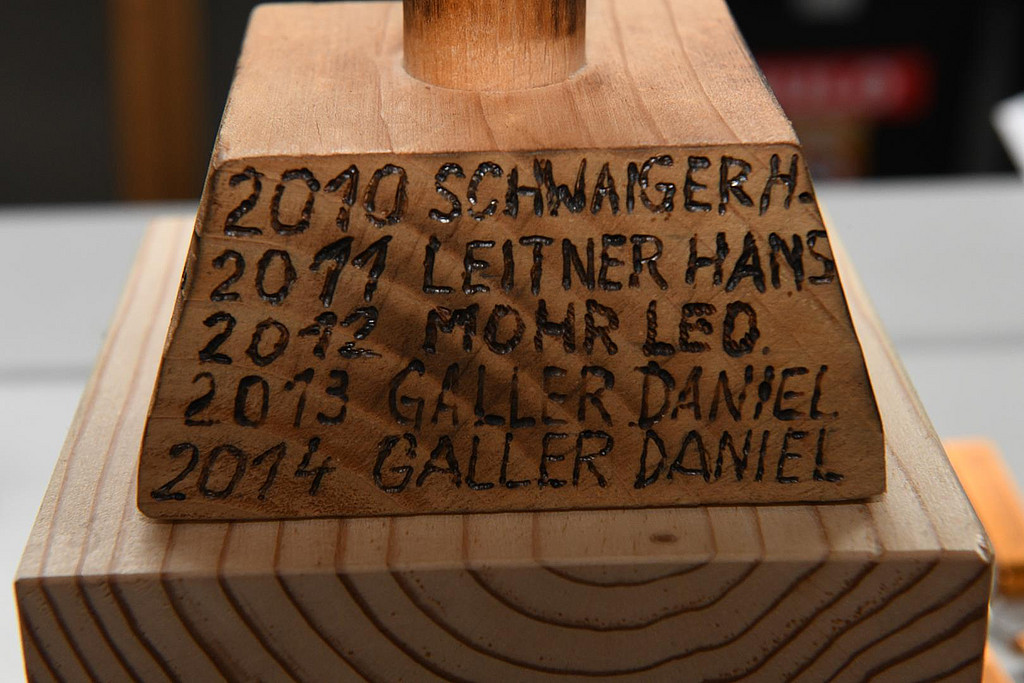 2010 SCHWAIGER H.
2011 LEITNER HANS
2012 MOHR LEO.
2013 GALLER DANIEL
2014 GALLER DANIEL